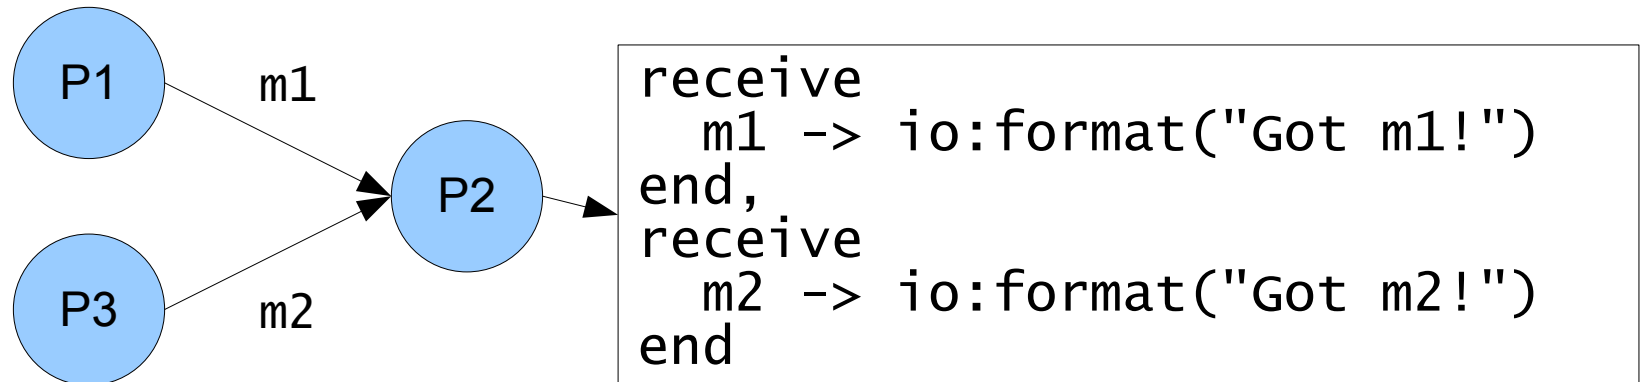 P1
m1
P2
P3
m2
receive
  m1 -> io:format("Got m1!")
end,
receive
  m2 -> io:format("Got m2!")
end